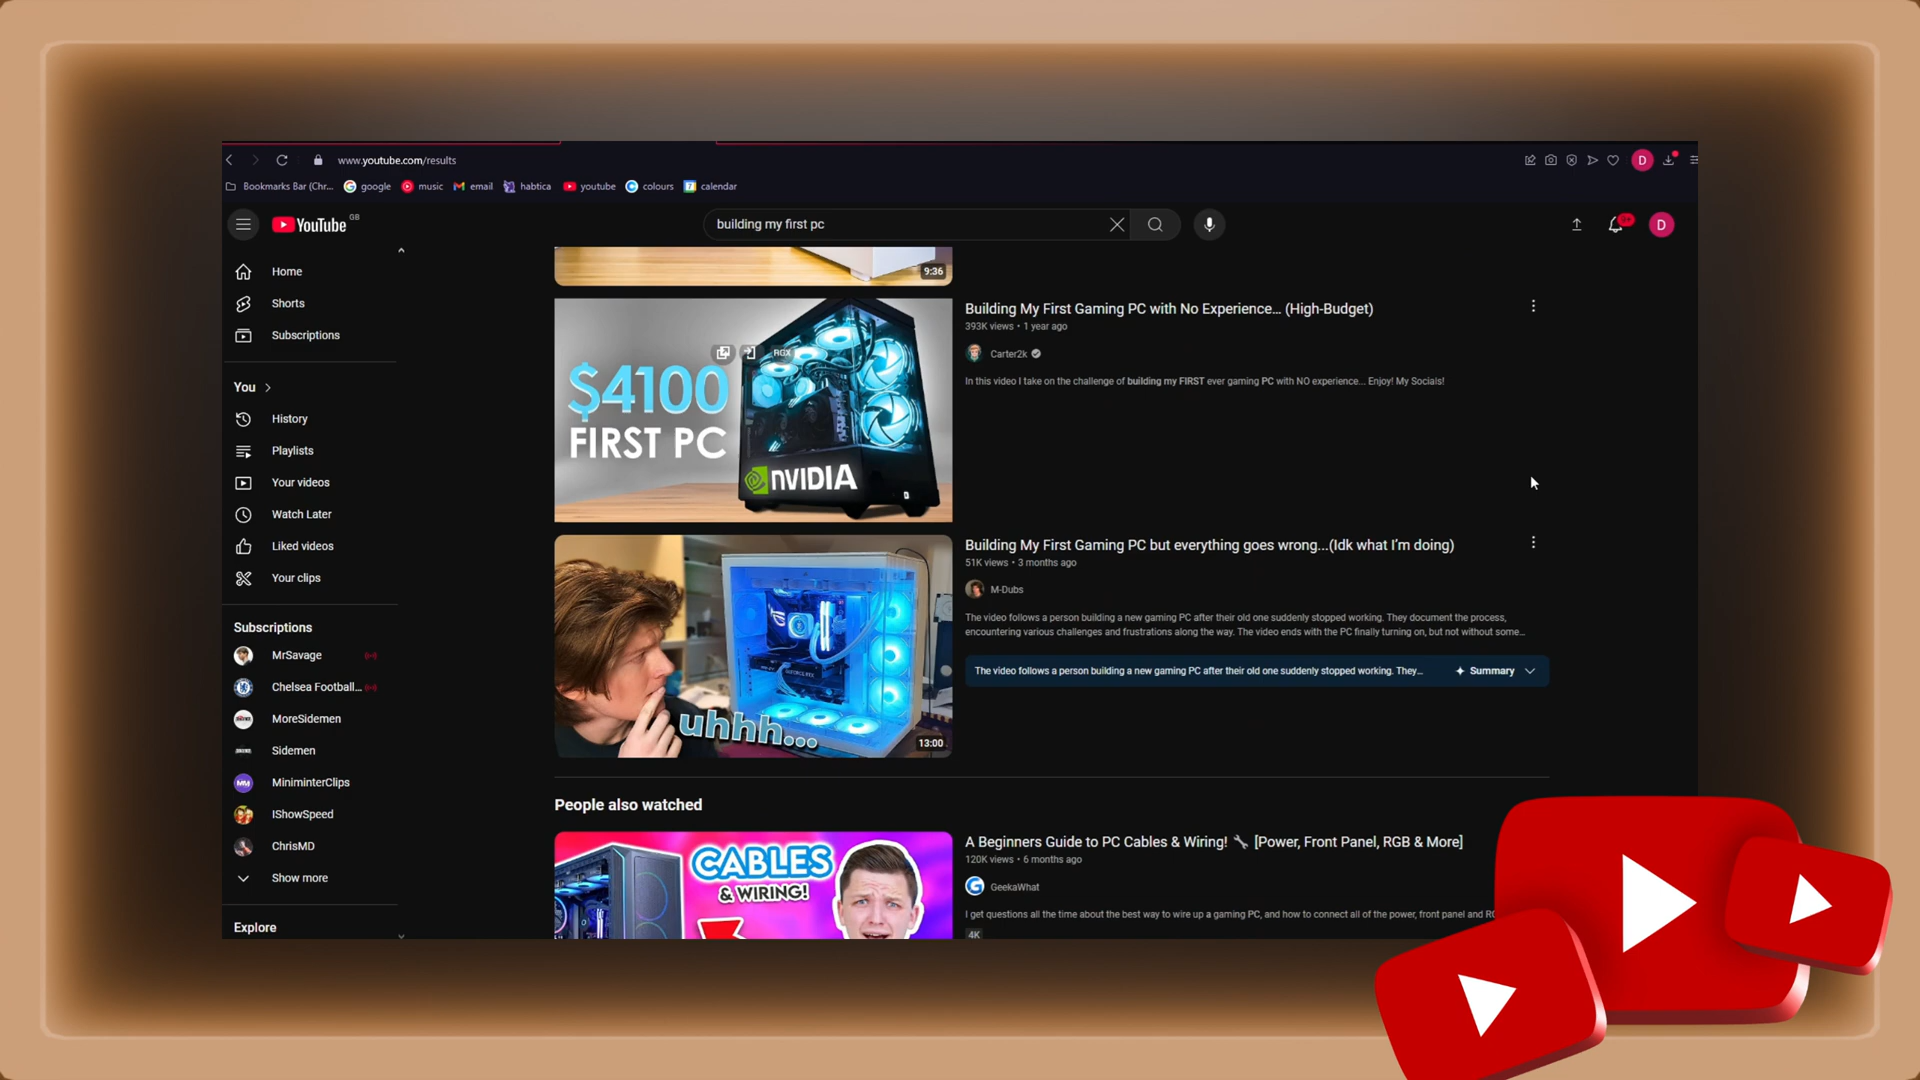 www.youtube.com/results
Bookmarks Bar (Chr...
google
music
email
habtica
youtube
colours
calendar
YouTube GB
building my first pc
9+
D
Home
Shorts
Subscriptions
You
History
Playlists
Your videos
Watch Later
Liked videos
Your clips
Subscriptions
MrSavage
Chelsea Football...
MoreSidemen
Sidemen
MiniminterClips
IShowSpeed
ChrisMD
Show more
Explore
9:36
RGX
$4100
FIRST PC
NVIDIA
Building My First Gaming PC with No Experience... (High-Budget)
393K views • 1 year ago
Carter2k
In this video I take on the challenge of building my FIRST ever gaming PC with NO experience... Enjoy! My Socials!
uhhh...
13:00
Building My First Gaming PC but everything goes wrong...(Idk what I'm doing)
51K views • 3 months ago
M-Dubs
The video follows a person building a new gaming PC after their old one suddenly stopped working. They document the process,
encountering various challenges and frustrations along the way. The video ends with the PC finally turning on, but not without some...
The video follows a person building a new gaming PC after their old one suddenly stopped working. They...
Summary
People also watched
CABLES
& WIRING!
A Beginners Guide to PC Cables & Wiring! 🔧 [Power, Front Panel, RGB & More]
120K views • 6 months ago
GeekaWhat
I get questions all the time about the best way to wire up a gaming PC, and how to connect all of the power, front panel and
4K